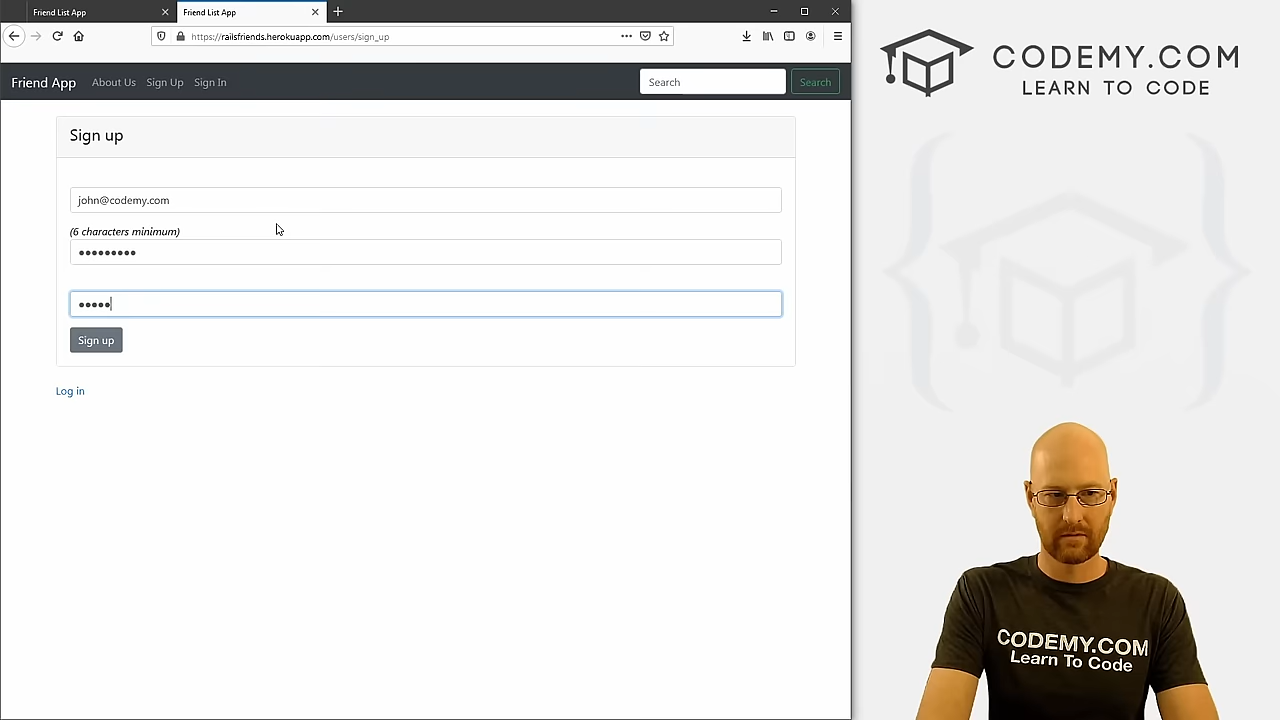 Friend List App
Friend List App
https://railsfriends.herokuapp.com/users/sign_up
Friend App
About Us
Sign Up
Sign In
Search
Search
Sign up
john@codemy.com
(6 characters minimum)
Sign up
Log in
CODEMY.COM
LEARN TO CODE
CODEMY.COM
Learn To Code